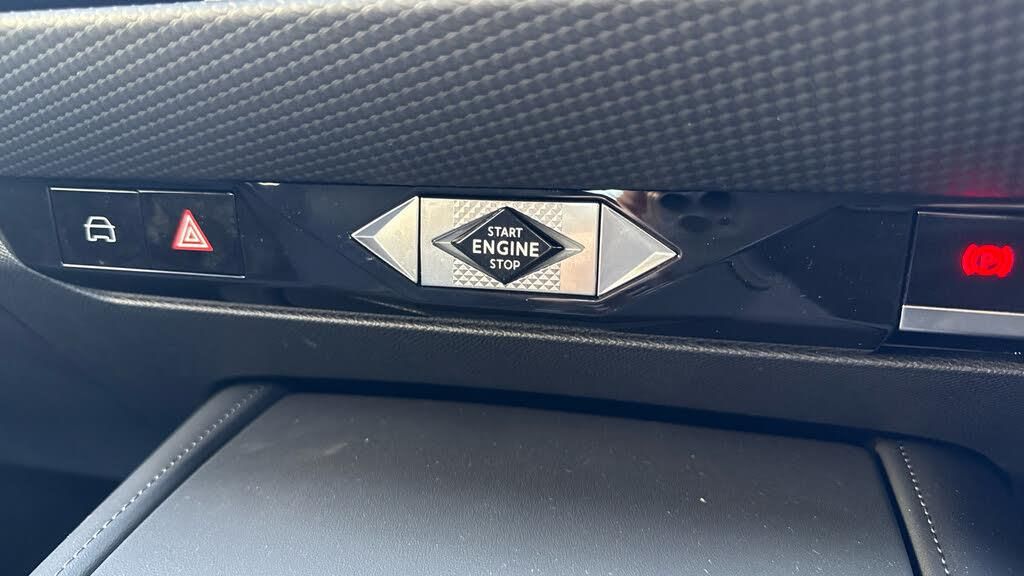 START
ENGINE
STOP
(P)